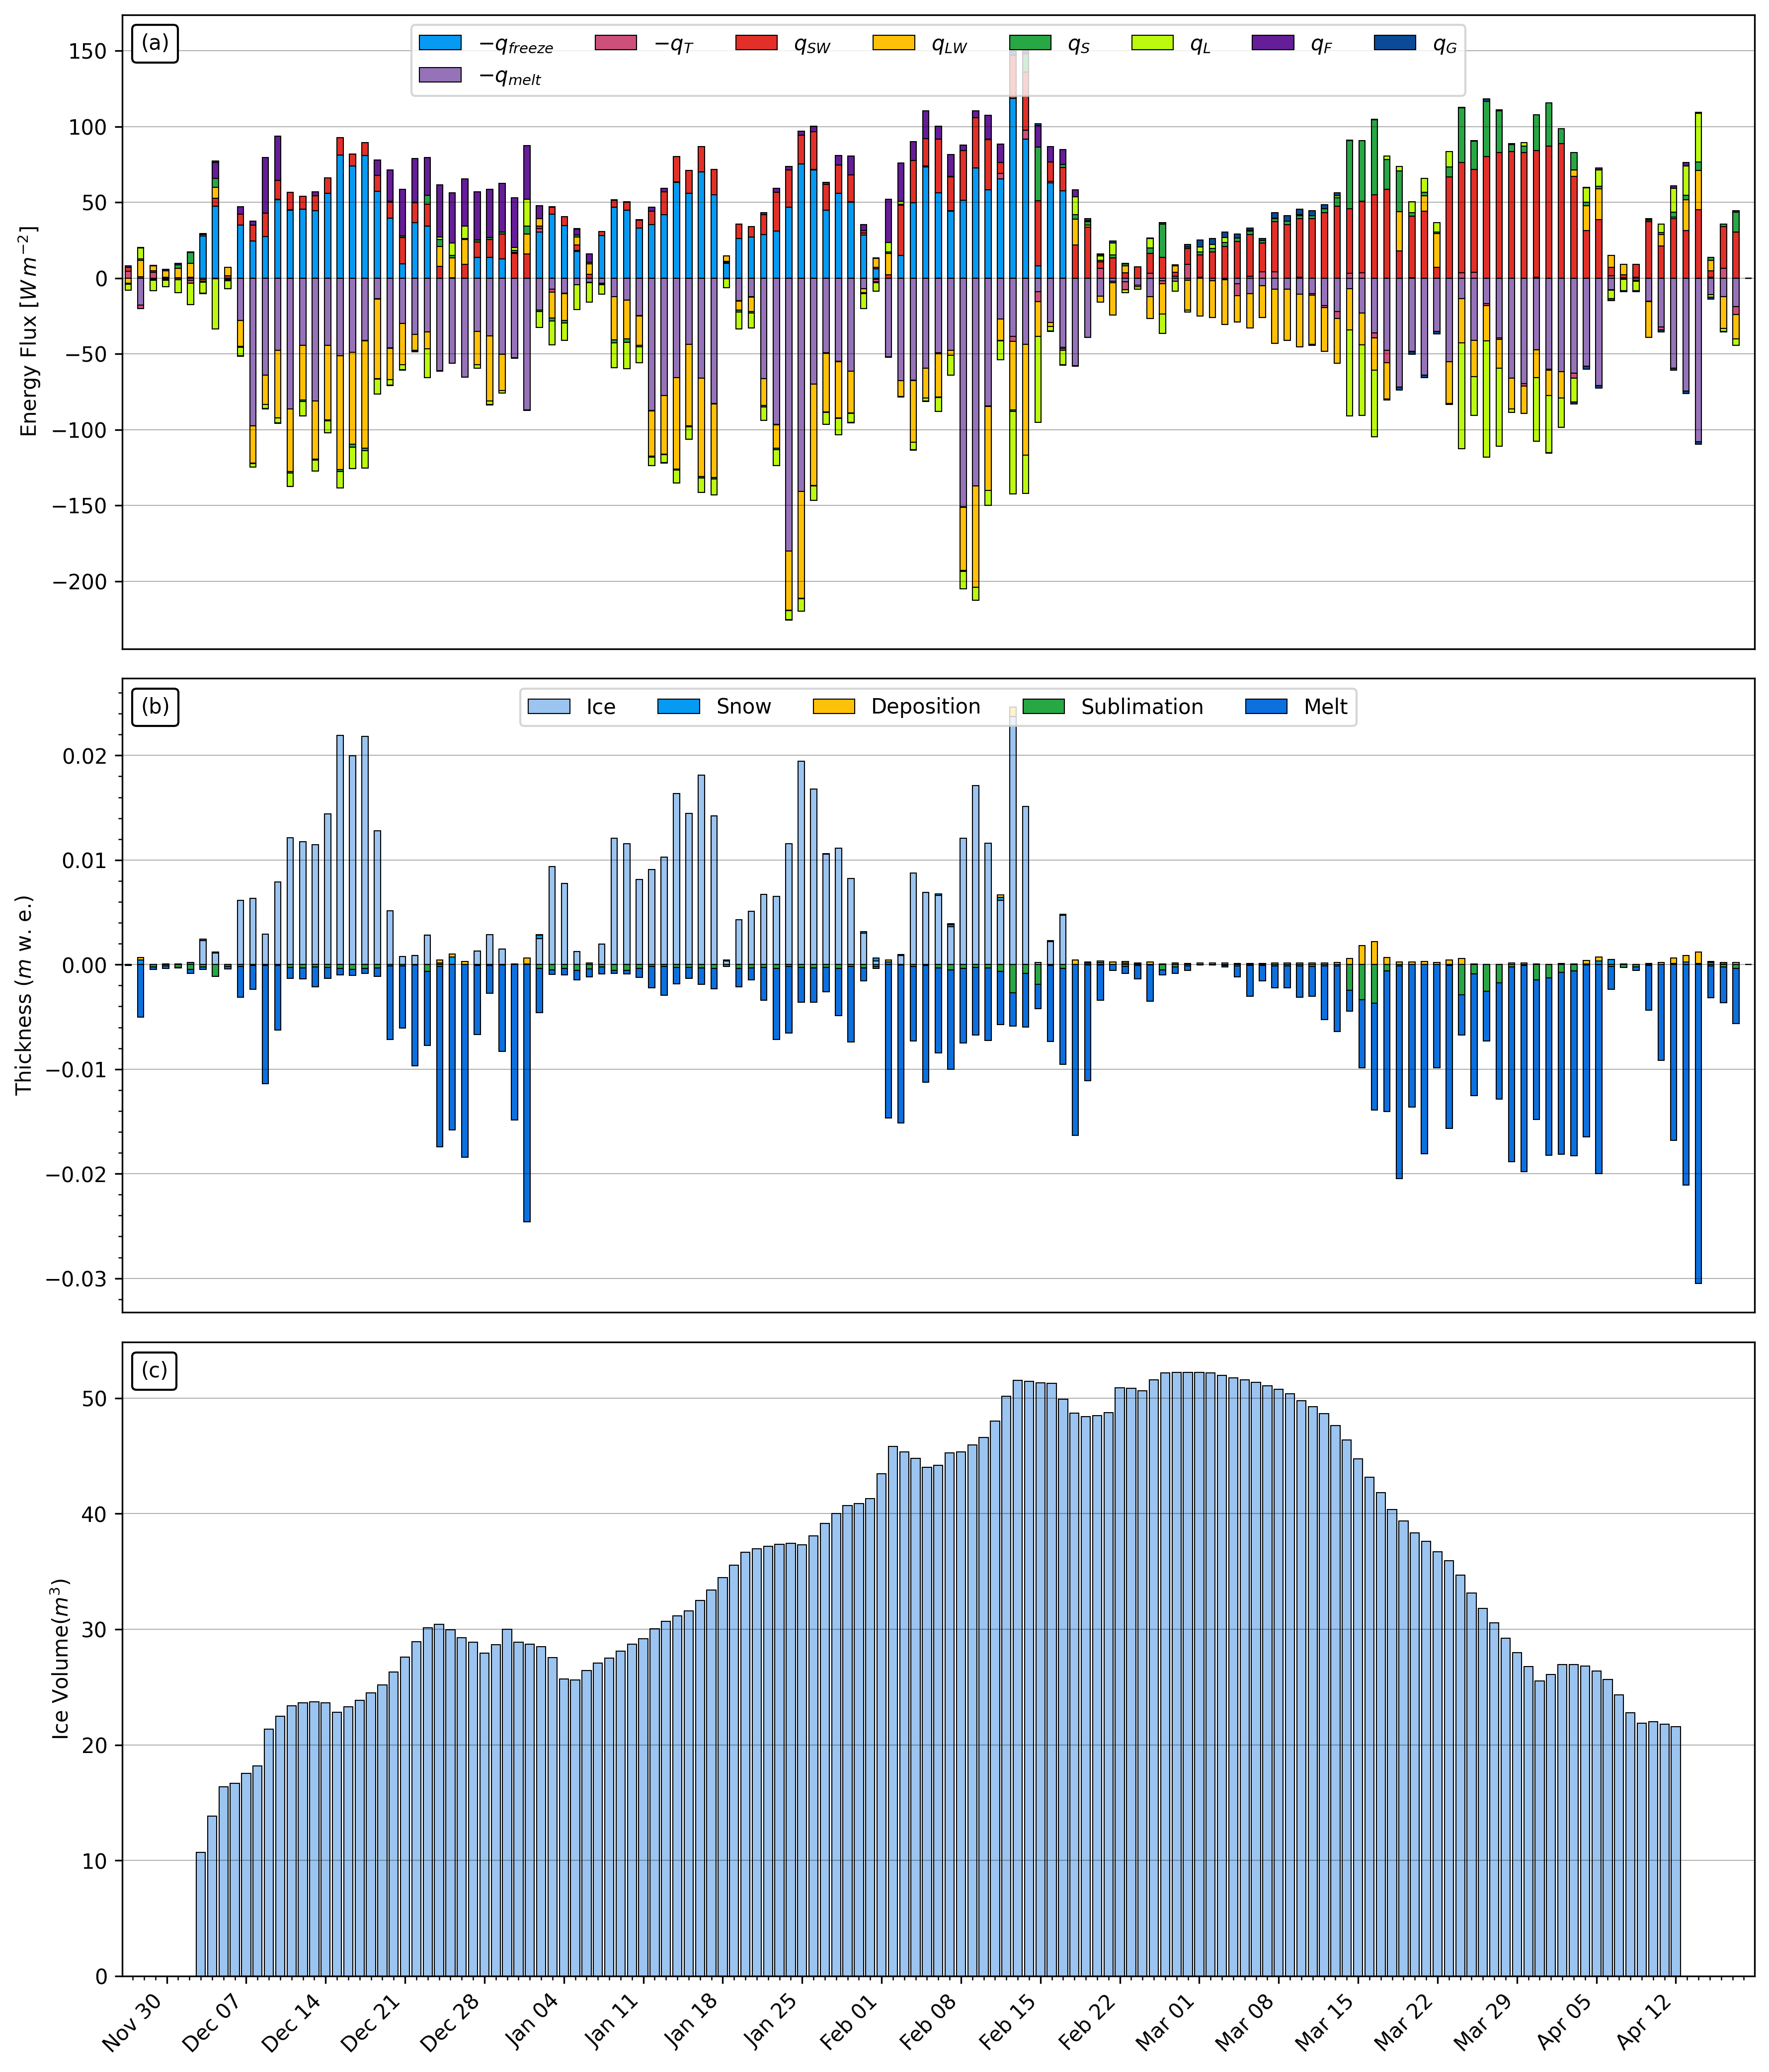 (a)
−q_freeze −q_T q_SW q_LW q_S q_L q_F q_G
−q_melt
Energy Flux [W m⁻²]
150
100
50
0
−50
−100
−150
−200
(b)
Ice Snow Deposition Sublimation Melt
Thickness (m w. e.)
0.02
0.01
0.00
−0.01
−0.02
−0.03
(c)
Ice Volume(m³)
50
40
30
20
10
0
Nov 30 Dec 07 Dec 14 Dec 21 Dec 28 Jan 04 Jan 11 Jan 18 Jan 25 Feb 01 Feb 08 Feb 15 Feb 22 Mar 01 Mar 08 Mar 15 Mar 22 Mar 29 Apr 05 Apr 12